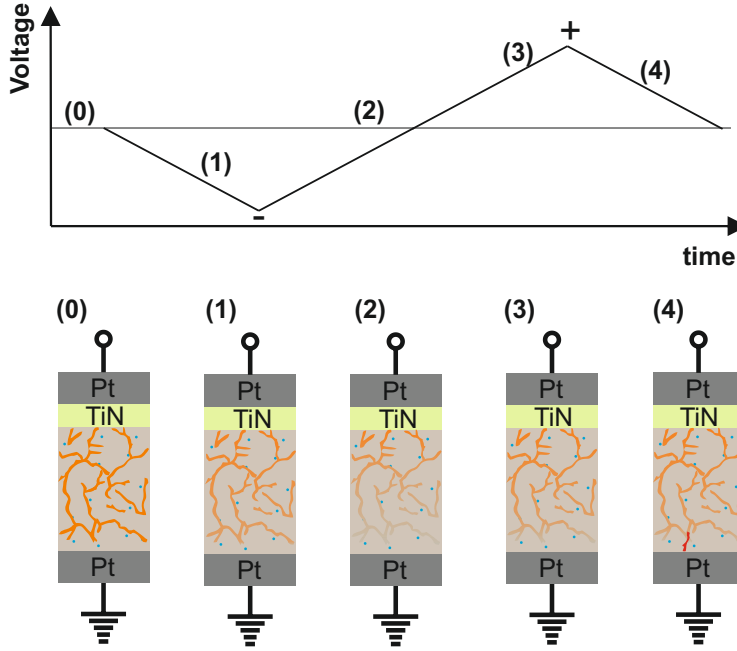 Voltage
+
(3)
(4)
(0)
(2)
(1)
-
time
(0) (1) (2) (3) (4)
Pt Pt Pt Pt Pt
TiN TiN TiN TiN TiN
Pt Pt Pt Pt Pt